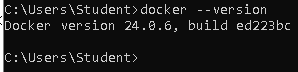 C:\Users\Student>docker --version
Docker version 24.0.6, build ed223bc
C:\Users\Student>